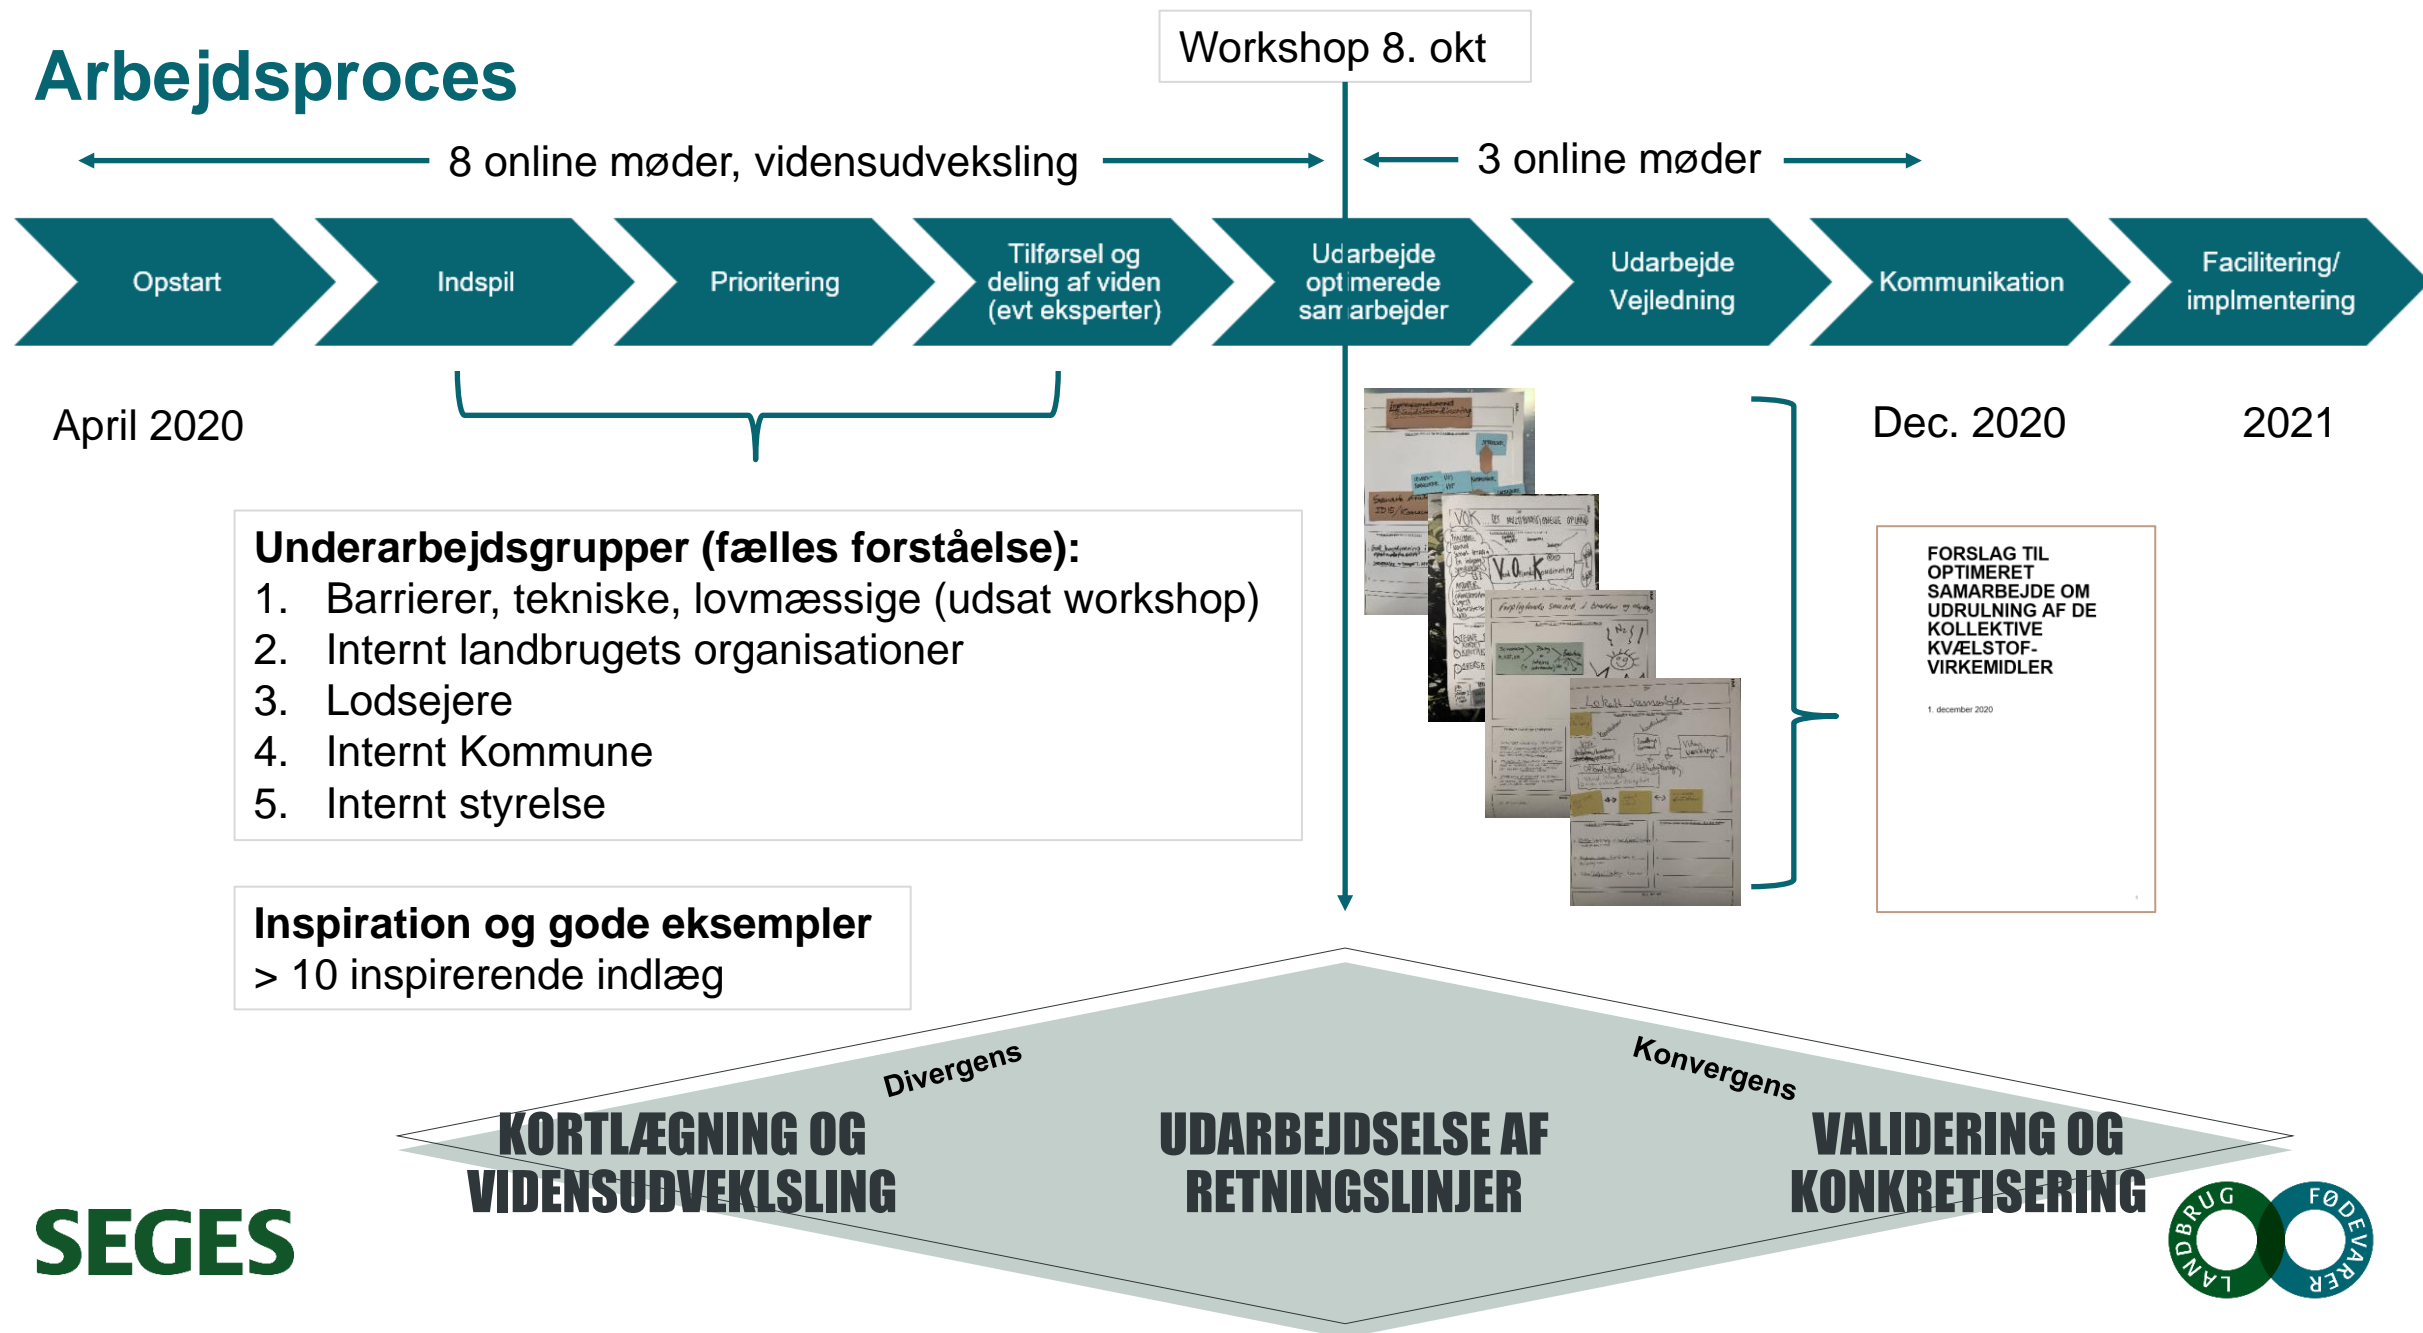 Arbejdsproces
Workshop 8. okt
8 online møder, vidensudveksling
3 online møder
Opstart
Indspil
Prioritering
Tilførsel og
deling af viden
(evt eksperter)
Udarbejde
optimerede
samarbejder
Udarbejde
Vejledning
Kommunikation
Facilitering/
implmentering
April 2020
Dec. 2020
2021
Underarbejdsgrupper (fælles forståelse):
1. Barrierer, tekniske, lovmæssige (udsat workshop)
2. Internt landbrugets organisationer
3. Lodsejere
4. Internt Kommune
5. Internt styrelse
Inspiration og gode eksempler
> 10 inspirerende indlæg
VOK
Lokalt samarbejde
FORSLAG TIL
OPTIMERET
SAMARBEJDE OM
UDRULNING AF DE
KOLLEKTIVE
KVÆLSTOF-
VIRKEMIDLER
1. december 2020
Divergens
Konvergens
KORTLÆGNING OG
VIDENSUDVEKLSLING
UDARBEJDSELSE AF
RETNINGSLINJER
VALIDERING OG
KONKRETISERING
SEGES
LANDBRUG
FØDEVARER